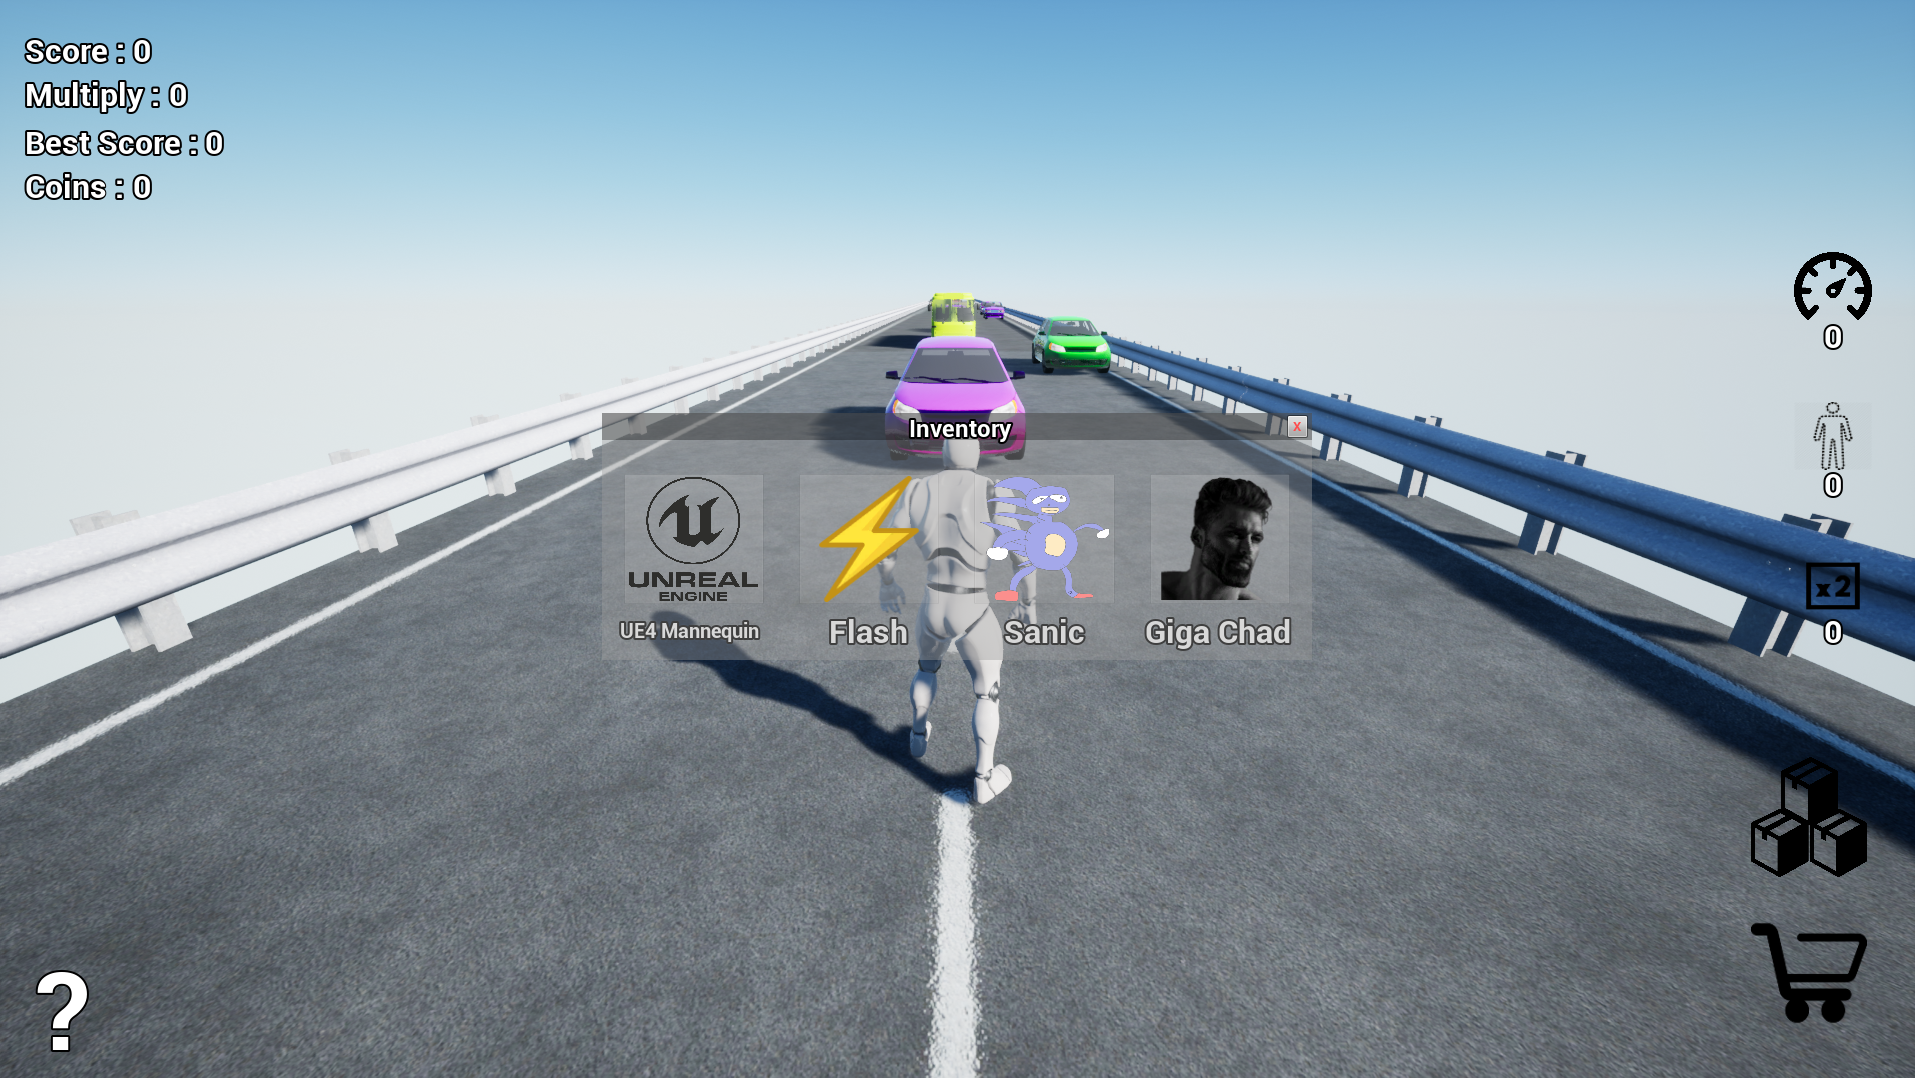 Score : 0
Multiply : 0
Best Score : 0
Coins : 0
0
0
x2
0
Inventory
x
UNREAL
ENGINE
UE4 Mannequin
Flash
Sanic
Giga Chad
?